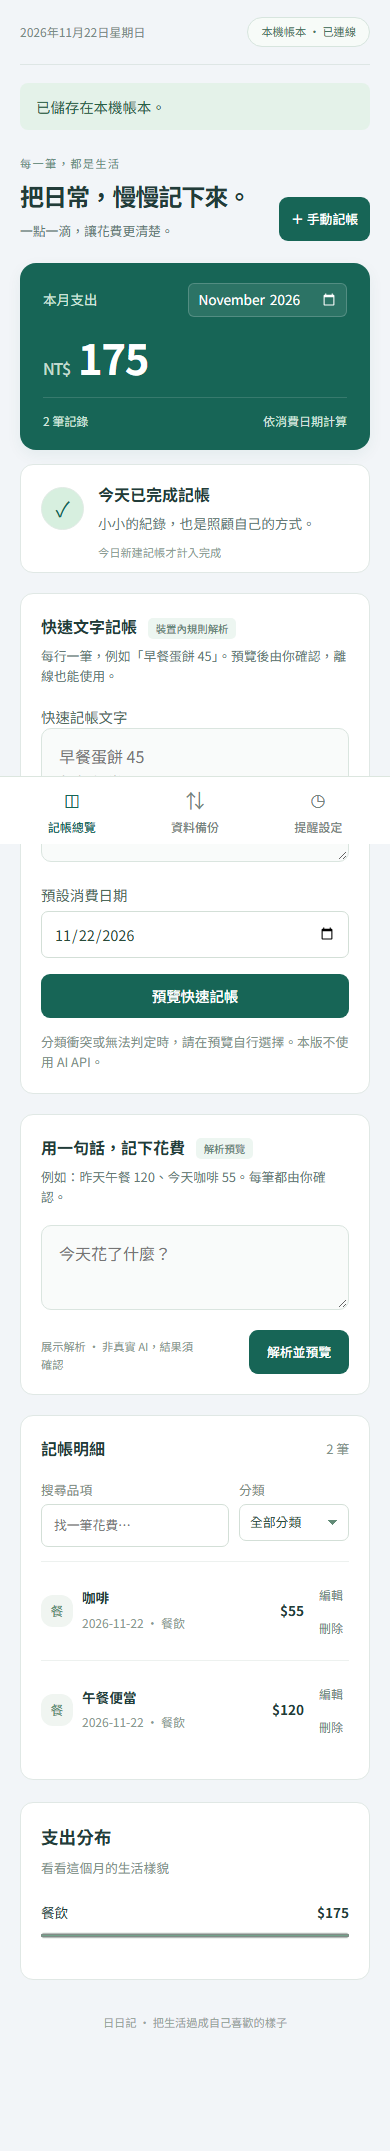 2026年11月22日星期日
本機帳本 • 已連線
已儲存在本機帳本。
每一筆，都是生活
把日常，慢慢記下來。
一點一滴，讓花費更清楚。
＋ 手動記帳
本月支出
November 2026
NT$ 175
2 筆記錄
依消費日期計算
✓
今天已完成記帳
小小的紀錄，也是照顧自己的方式。
今日新建記帳才計入完成
快速文字記帳
裝置內規則解析
每行一筆，例如「早餐蛋餅 45」。預覽後由你確認，離
線也能使用。
快速記帳文字
早餐蛋餅 45
記帳總覽
資料備份
提醒設定
預設消費日期
11/22/2026
預覽快速記帳
分類衝突或無法判定時，請在預覽自行選擇。本版不使
用 AI API。
用一句話，記下花費
解析預覽
例如：昨天午餐 120、今天咖啡 55。每筆都由你確
認。
今天花了什麼？
展示解析 • 非真實 AI，結果須
確認
解析並預覽
記帳明細
2 筆
搜尋品項
分類
找一筆花費…
全部分類
餐
咖啡
2026-11-22 • 餐飲
$55
編輯
刪除
餐
午餐便當
2026-11-22 • 餐飲
$120
編輯
刪除
支出分布
看看這個月的生活樣貌
餐飲
$175
日日記 • 把生活過成自己喜歡的樣子